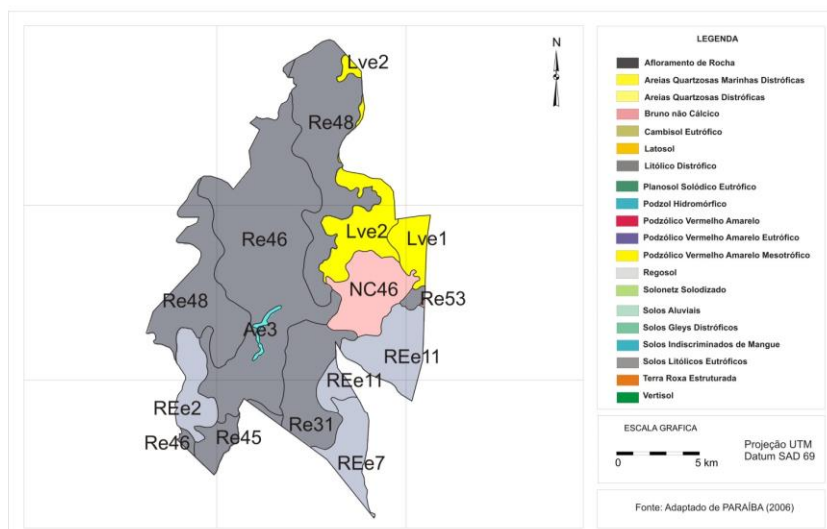 N
Lve2
Re48
Lve2
Lve1
Re46
NC46
Re48
Re53
Ae3
REe11
REe11
REe2
Re31
Re46
Re45
REe7
LEGENDA
Afloramento de Rocha
Areias Quartzosas Marinhas Distróficas
Areias Quartzosas Distróficas
Bruno não Cálcico
Cambisol Eutrófico
Latosol
Litólico Distrófico
Planosol Solódico Eutrófico
Podzol Hidromórfico
Podzólico Vermelho Amarelo
Podzólico Vermelho Amarelo Eutrófico
Podzólico Vermelho Amarelo Mesotrófico
Regosol
Solonetz Solodizado
Solos Aluviais
Solos Gleys Distróficos
Solos Indiscriminados de Mangue
Solos Litólicos Eutróficos
Terra Roxa Estruturada
Vertisol
ESCALA GRAFICA
0 5 km
Projeção UTM
Datum SAD 69
Fonte: Adaptado de PARAÍBA (2006)